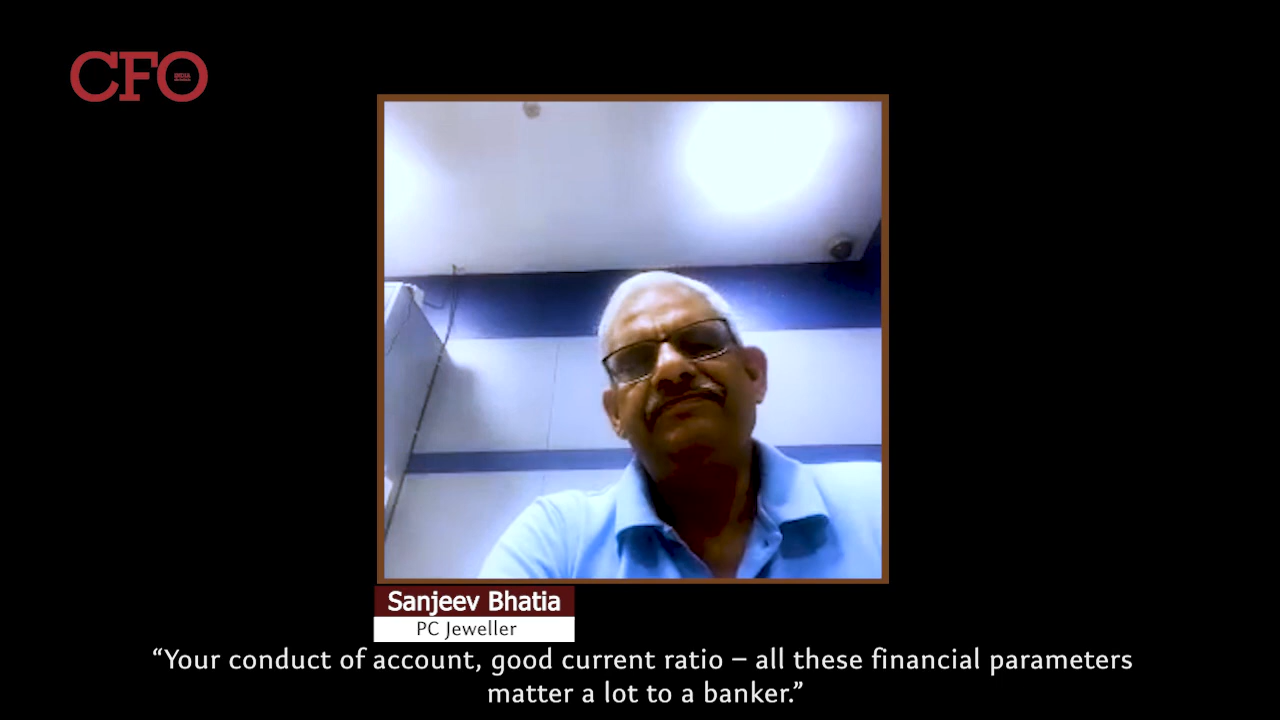 CFO
INDIA
Sanjeev Bhatia
PC Jeweller
“Your conduct of account, good current ratio – all these financial parameters
matter a lot to a banker.”